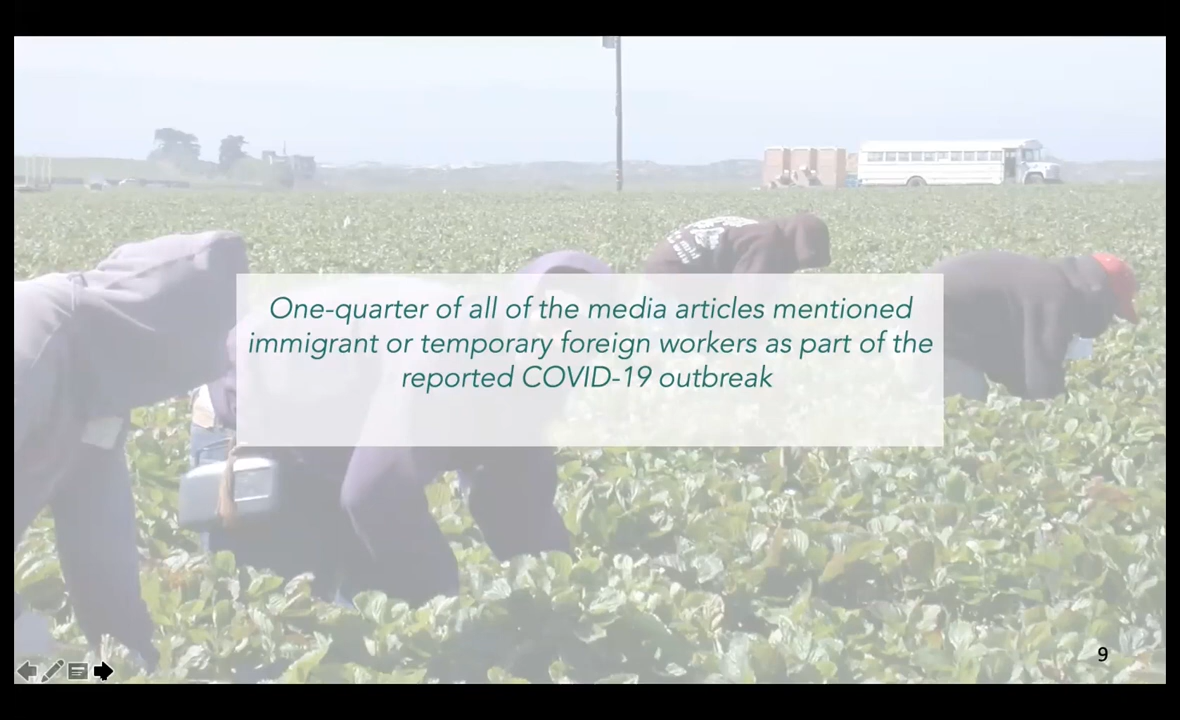 One-quarter of all of the media articles mentioned
immigrant or temporary foreign workers as part of the
reported COVID-19 outbreak
9